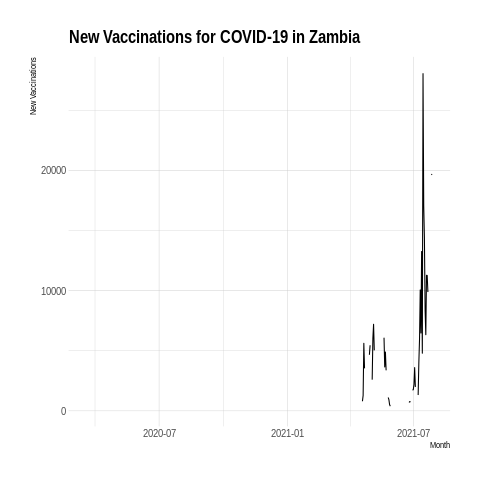 New Vaccinations for COVID-19 in Zambia
New Vaccinations
20000
10000
0
2020-07
2021-01
2021-07
Month